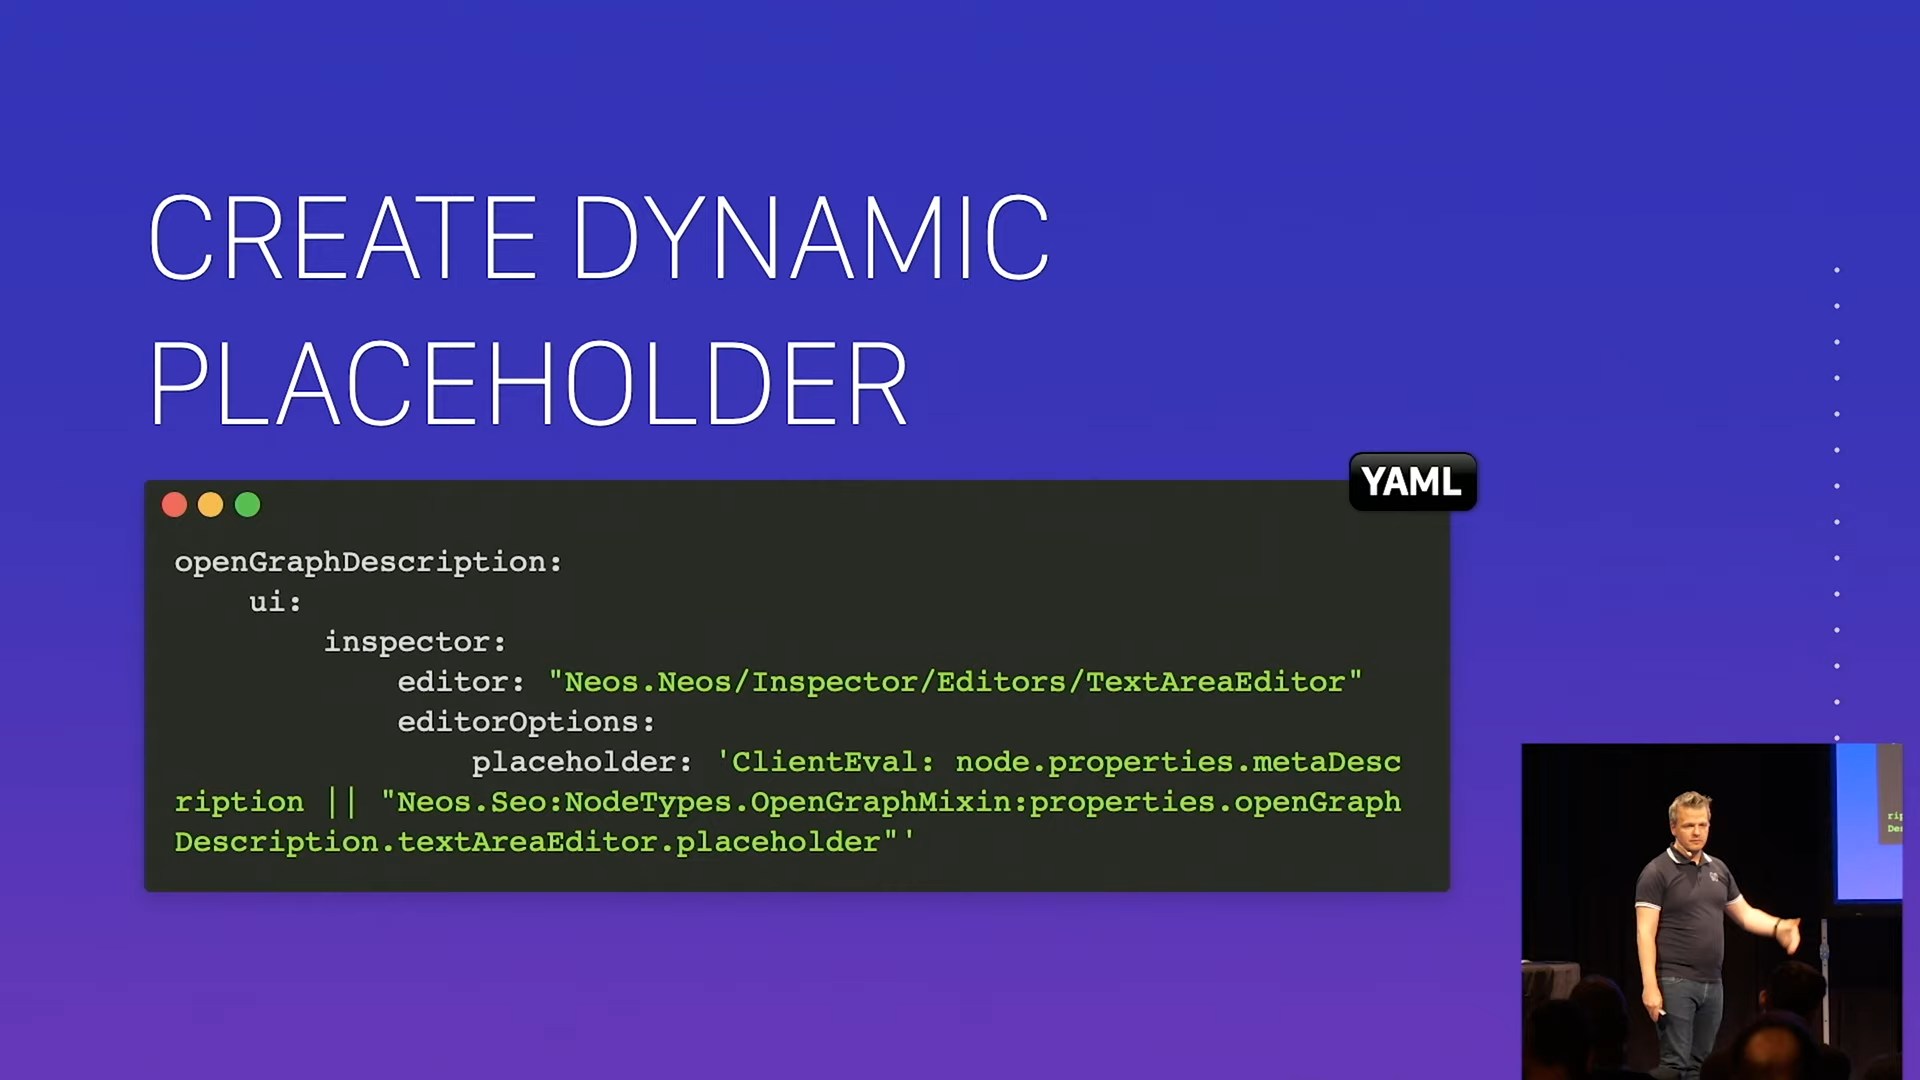 CREATE DYNAMIC
PLACEHOLDER
YAML
openGraphDescription:
ui:
inspector:
editor: "Neos.Neos/Inspector/Editors/TextAreaEditor"
editorOptions:
placeholder: 'ClientEval: node.properties.metaDesc
ription || "Neos.Seo:NodeTypes.OpenGraphMixin:properties.openGraph
Description.textAreaEditor.placeholder"'